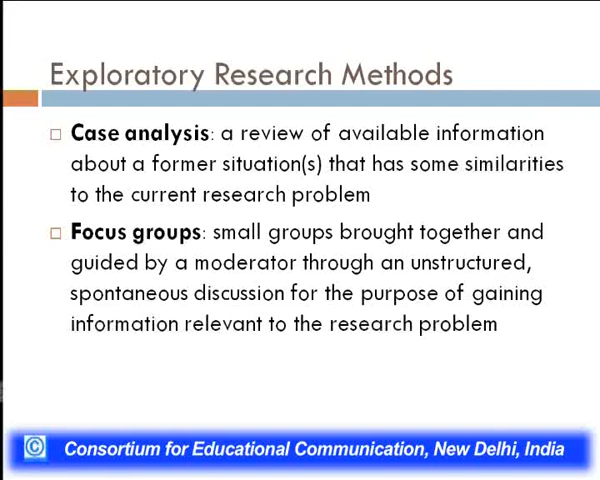 Exploratory Research Methods
Case analysis: a review of available information
about a former situation(s) that has some similarities
to the current research problem
Focus groups: small groups brought together and
guided by a moderator through an unstructured,
spontaneous discussion for the purpose of gaining
information relevant to the research problem
© Consortium for Educational Communication, New Delhi, India